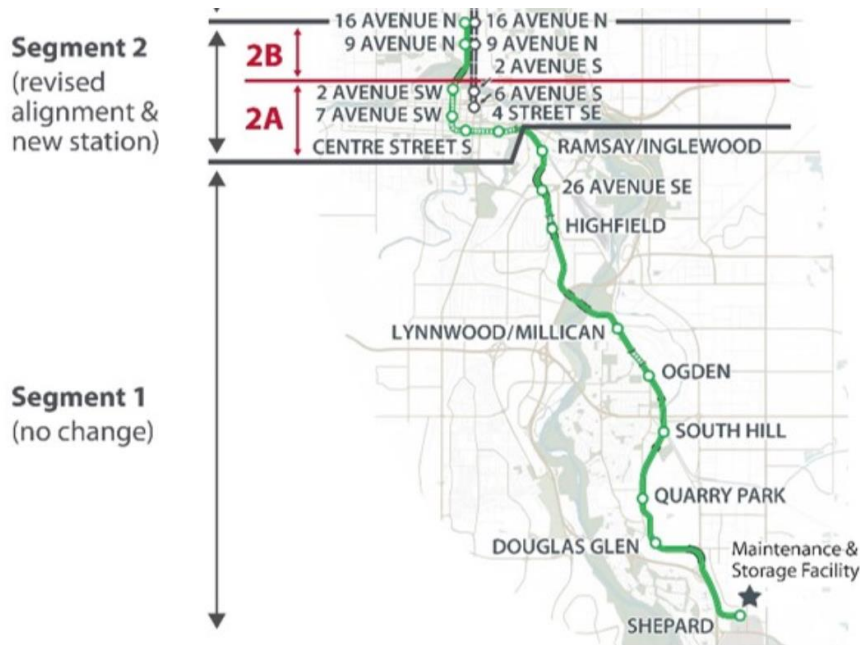 16 AVENUE N
16 AVENUE N
Segment 2
(revised
alignment &
new station)
2B
9 AVENUE N
9 AVENUE N
2 AVENUE S
2A
2 AVENUE SW
6 AVENUE S
7 AVENUE SW
4 STREET SE
CENTRE STREET S
RAMSAY/INGLEWOOD
26 AVENUE SE
HIGHFIELD
LYNNWOOD/MILLICAN
OGDEN
Segment 1
(no change)
SOUTH HILL
QUARRY PARK
DOUGLAS GLEN
Maintenance &
Storage Facility
SHEPARD